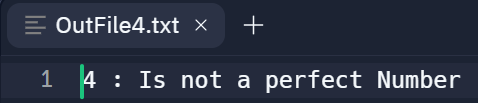 OutFile4.txt × +
1 4 : Is not a perfect Number